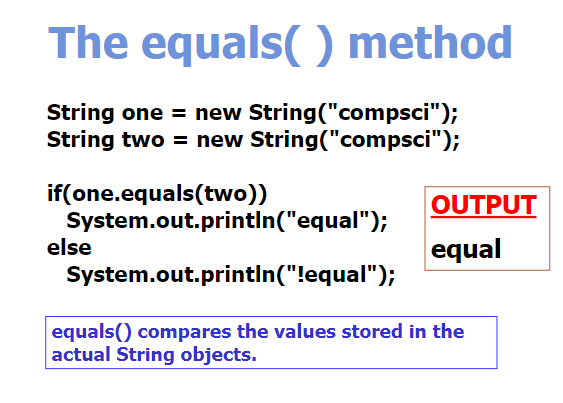 The equals( ) method
String one = new String("compsci");
String two = new String("compsci");
if(one.equals(two))
System.out.println("equal");
else
System.out.println("!equal");
OUTPUT
equal
equals() compares the values stored in the
actual String objects.